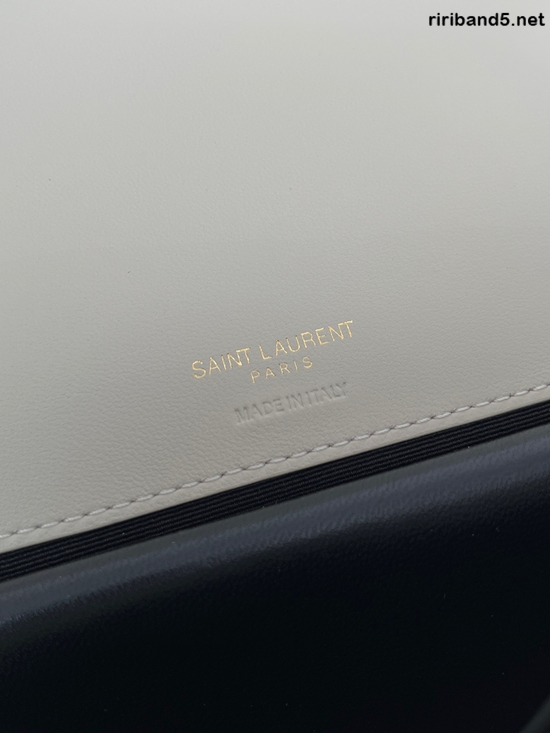 ririband5.net
SAINT LAURENT
PARIS
MADE IN ITALY